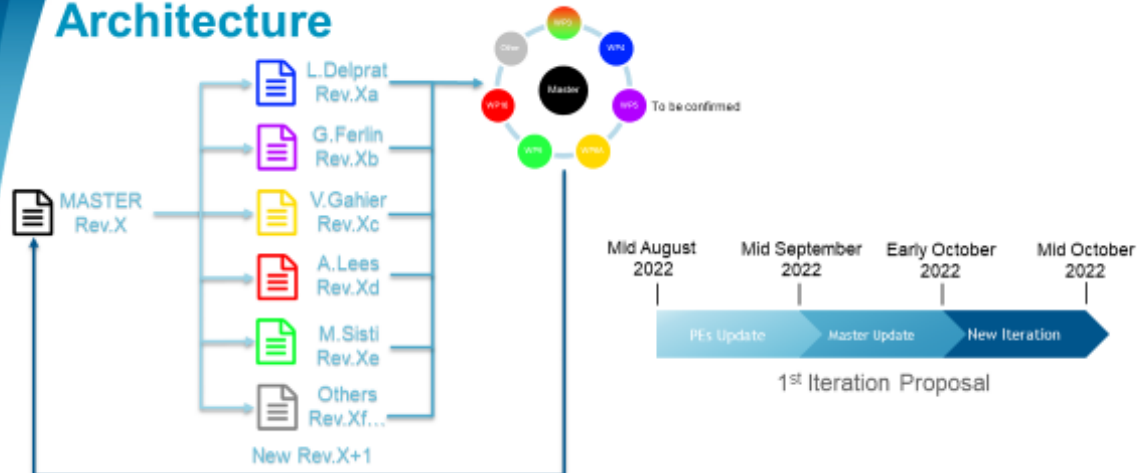 Architecture
L.Delprat
Rev.Xa
G.Ferlin
Rev.Xb
MASTER
Rev.X
V.Gahier
Rev.Xc
A.Lees
Rev.Xd
M.Sisti
Rev.Xe
Others
Rev.Xf...
New Rev.X+1
WP3
Other
WP4
Master
WP5
To be confirmed
Mid August
2022
Mid September
2022
Early October
2022
Mid October
2022
PEs Update
Master Update
New Iteration
1st Iteration Proposal